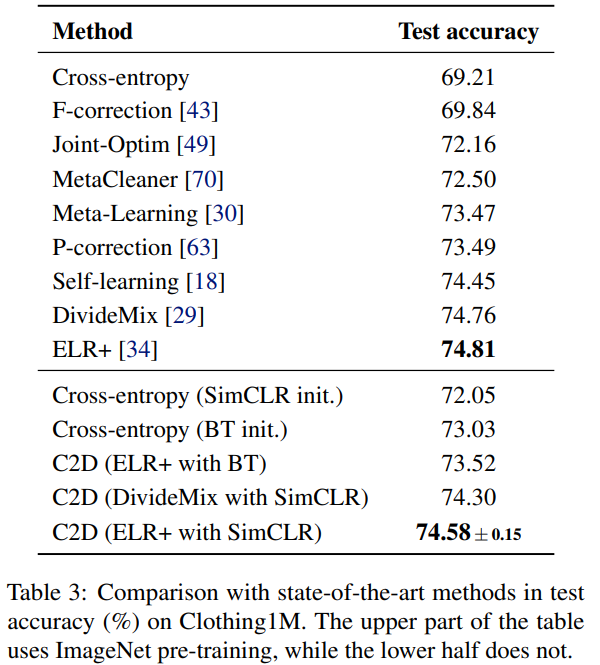 Method Test accuracy
Cross-entropy 69.21
F-correction [43] 69.84
Joint-Optim [49] 72.16
MetaCleaner [70] 72.50
Meta-Learning [30] 73.47
P-correction [63] 73.49
Self-learning [18] 74.45
DivideMix [29] 74.76
ELR+ [34] 74.81
Cross-entropy (SimCLR init.) 72.05
Cross-entropy (BT init.) 73.03
C2D (ELR+ with BT) 73.52
C2D (DivideMix with SimCLR) 74.30
C2D (ELR+ with SimCLR) 74.58 ± 0.15
Table 3: Comparison with state-of-the-art methods in test
accuracy (%) on Clothing1M. The upper part of the table
uses ImageNet pre-training, while the lower half does not.